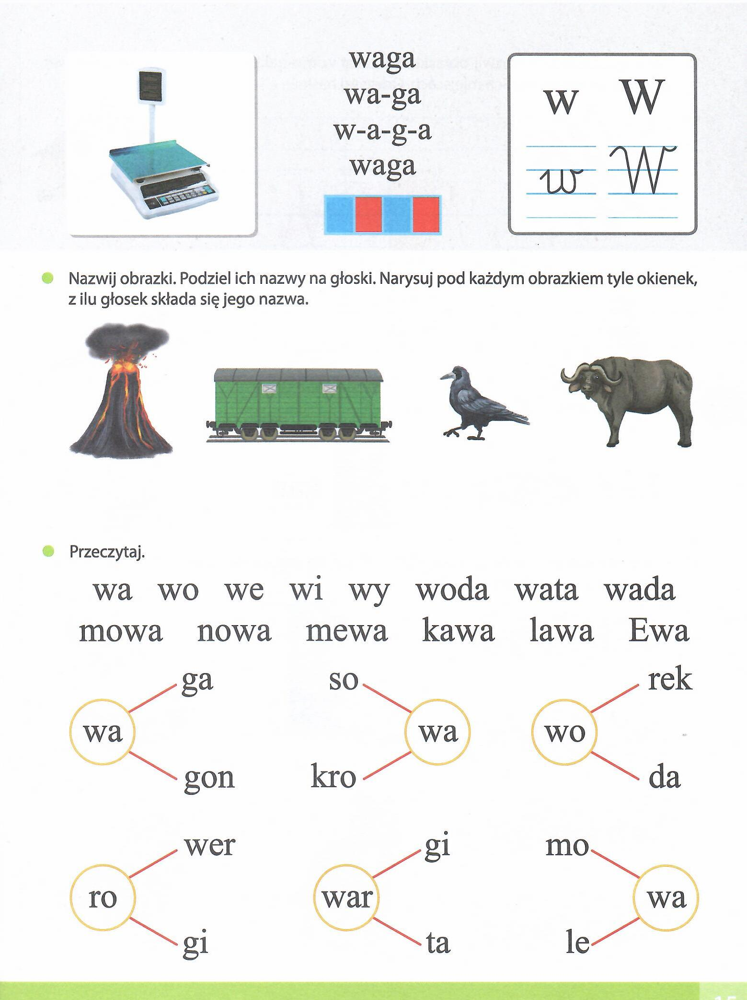 waga
wa-ga
w-a-g-a
waga
w W
w W
Nazwij obrazki. Podziel ich nazwy na głoski. Narysuj pod każdym obrazkiem tyle okienek,
z ilu głosek składa się jego nazwa.
Przeczytaj.
wa wo we wi wy woda wata wada
mowa nowa mewa kawa lawa Ewa
ga
wa
gon
so
wa
kro
rek
wo
da
wer
ro
gi
gi
war
ta
mo
wa
le